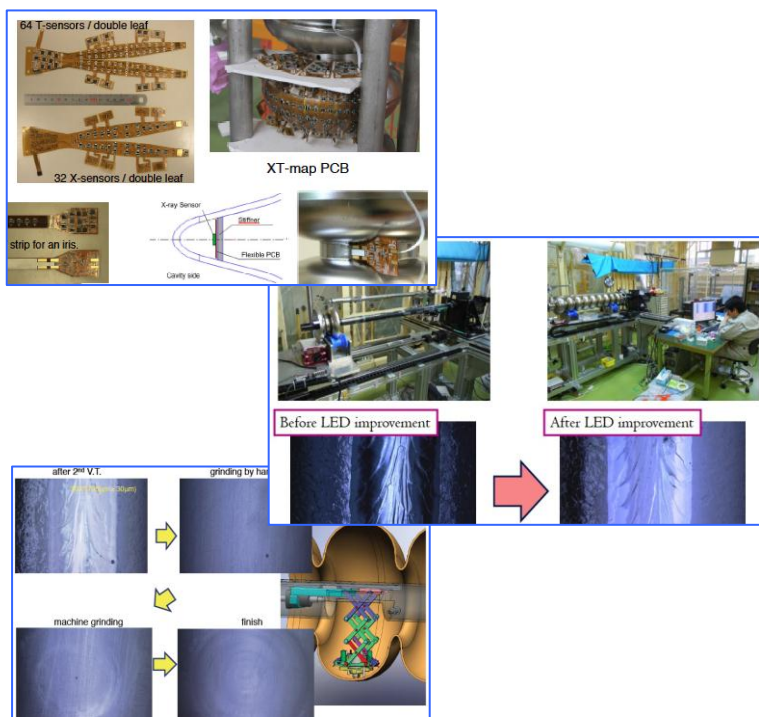 64 T-sensors / double leaf
32 X-sensors / double leaf
XT-map PCB
strip for an iris.
X-ray Sensor
Stiffner
Flexible PCB
Cavity side
Before LED improvement
After LED improvement
after 2nd V.T.
grinding by har
machine grinding
finish